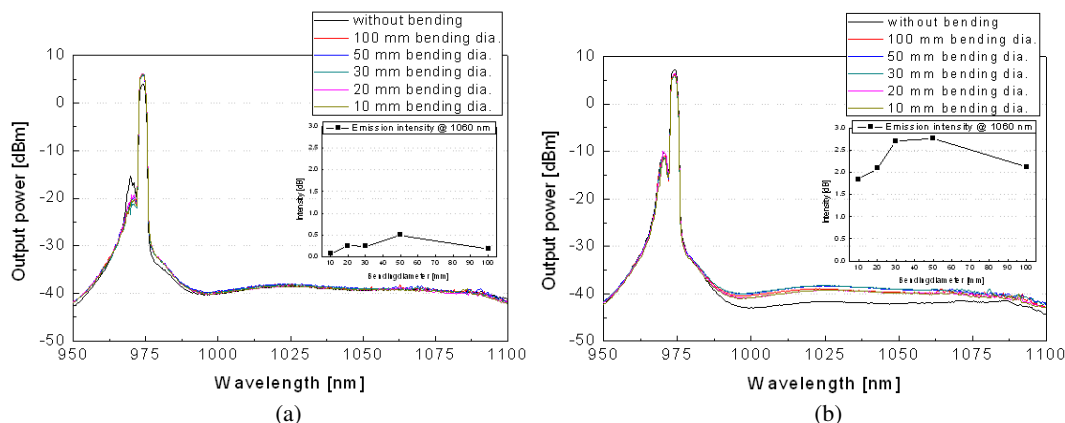 without bending
100 mm bending dia.
50 mm bending dia.
30 mm bending dia.
20 mm bending dia.
10 mm bending dia.
Output power [dBm]
10
0
-10
-20
-30
-40
-50
950 975 1000 1025 1050 1075 1100
Wavelength [nm]
Emission intensity @ 1060 nm
Intensity [dB]
3.0
2.5
2.0
1.5
1.0
0.5
0.0
10 20 30 40 50 60 70 80 90 100
Bending diameter [mm]
(a)
without bending
100 mm bending dia.
50 mm bending dia.
30 mm bending dia.
20 mm bending dia.
10 mm bending dia.
Output power [dBm]
10
0
-10
-20
-30
-40
-50
950 975 1000 1025 1050 1075 1100
Wavelength [nm]
Emission intensity @ 1060 nm
Intensity [dB]
3.0
2.5
2.0
1.5
1.0
0.5
0.0
10 20 30 40 50 60 70 80 90 100
Bending diameter [mm]
(b)